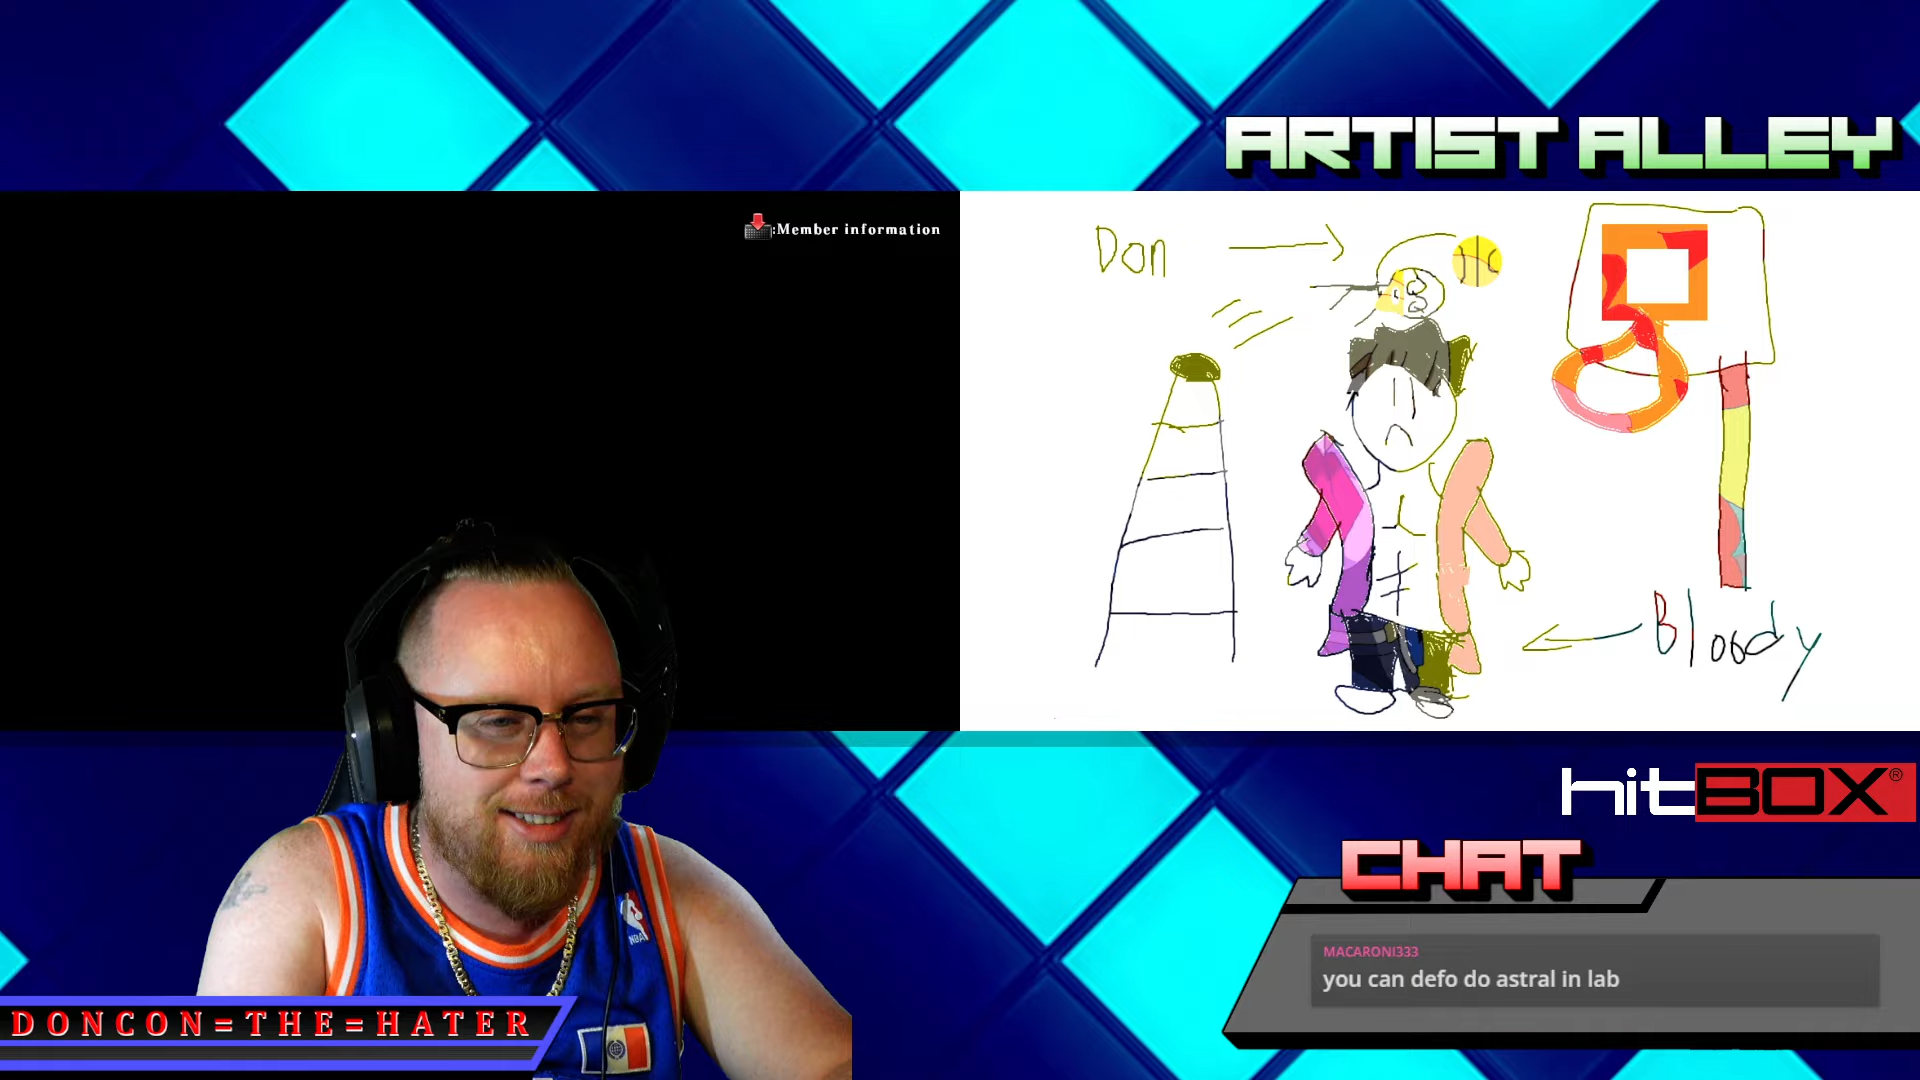 ARTIST ALLEY
:Member information
Don
Bloody
hitBOX®
CHAT
MACARONI333
you can defo do astral in lab
NBA
DONCON=THE=HATER